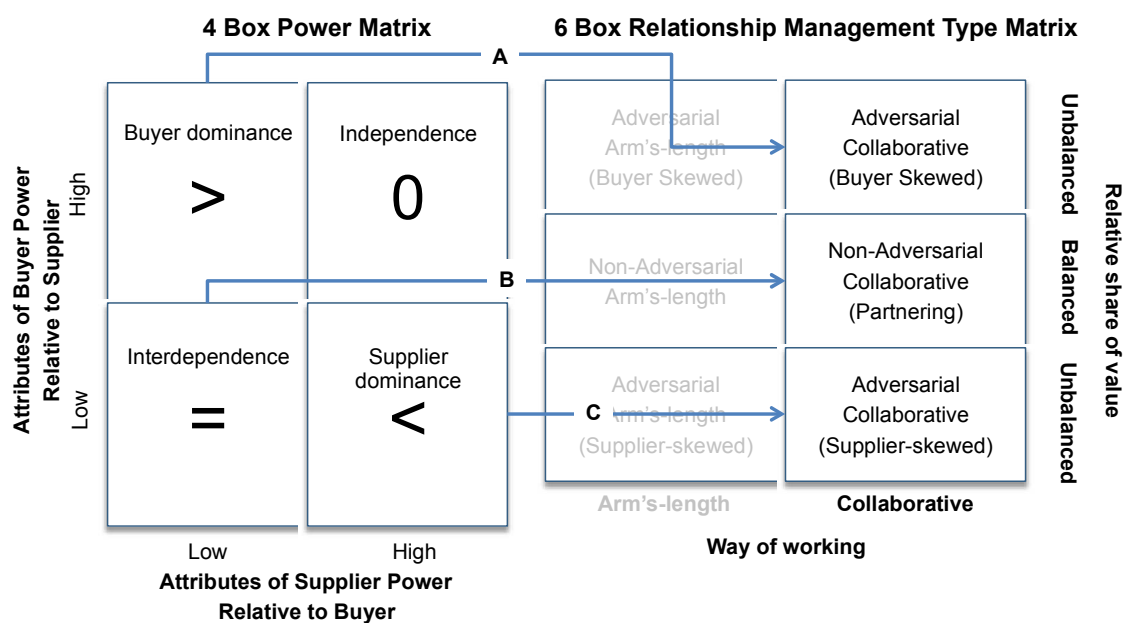 4 Box Power Matrix
6 Box Relationship Management Type Matrix
A
Buyer dominance
>
Independence
0
Interdependence
=
Supplier
dominance
<
High
Low
Attributes of Buyer Power
Relative to Supplier
Low
High
Attributes of Supplier Power
Relative to Buyer
B
C
Adversarial
Arm's-length
(Buyer Skewed)
Adversarial
Collaborative
(Buyer Skewed)
Non-Adversarial
Arm's-length
Non-Adversarial
Collaborative
(Partnering)
Adversarial
Arm's-length
(Supplier-skewed)
Adversarial
Collaborative
(Supplier-skewed)
Arm's-length
Collaborative
Way of working
Unbalanced
Balanced
Unbalanced
Relative share of value